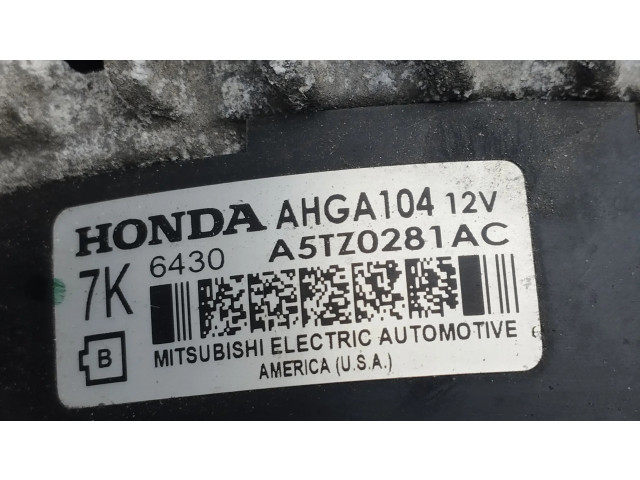 HONDA AHGA104 12V
7K 6430 A5TZ0281AC
B
MITSUBISHI ELECTRIC AUTOMOTIVE
AMERICA (U.S.A.)